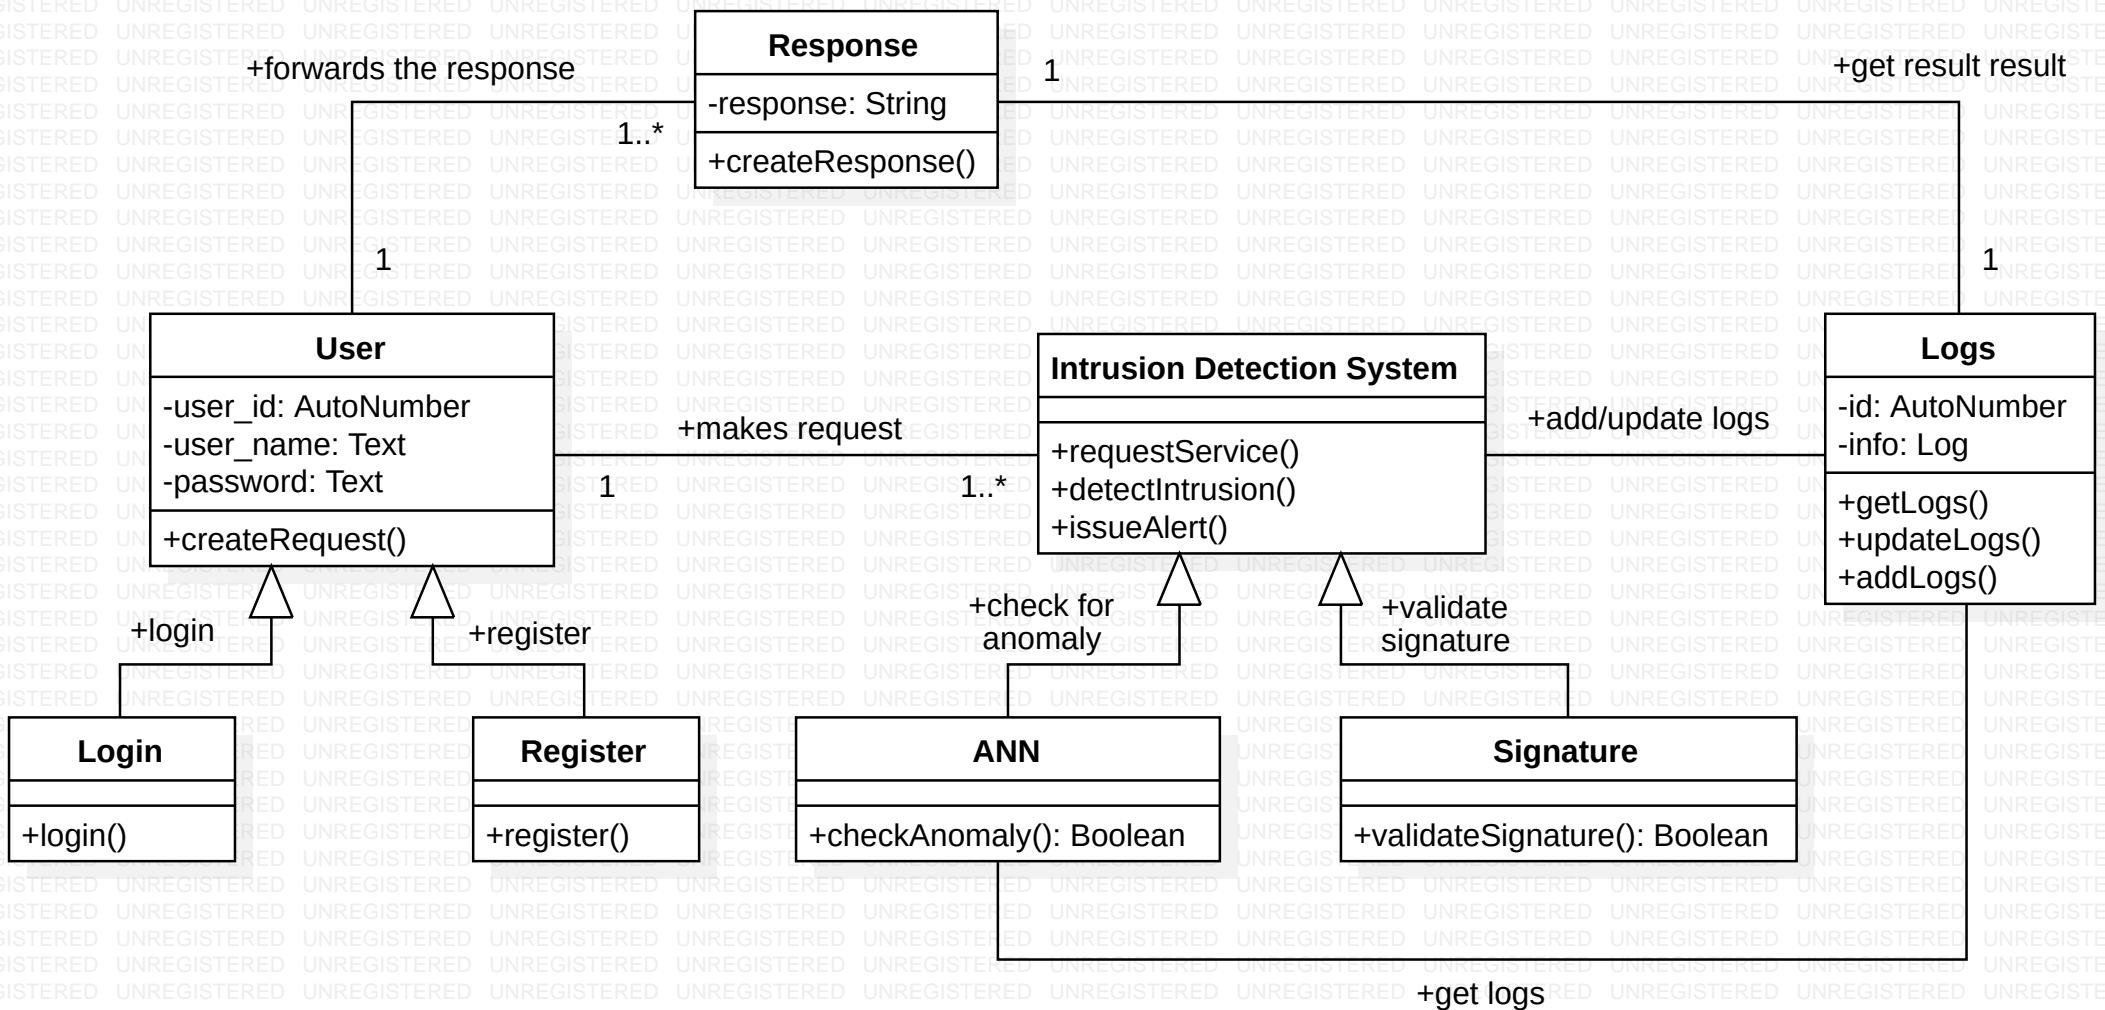 Response
-response: String
+createResponse()
+forwards the response
1..*
1
1
+get result result
1
User
-user_id: AutoNumber
-user_name: Text
-password: Text
+createRequest()
+makes request
1
1..*
Intrusion Detection System
+requestService()
+detectIntrusion()
+issueAlert()
+add/update logs
Logs
-id: AutoNumber
-info: Log
+getLogs()
+updateLogs()
+addLogs()
+login
+register
+check for
anomaly
+validate
signature
Login
+login()
Register
+register()
ANN
+checkAnomaly(): Boolean
Signature
+validateSignature(): Boolean
+get logs
UNREGISTERED